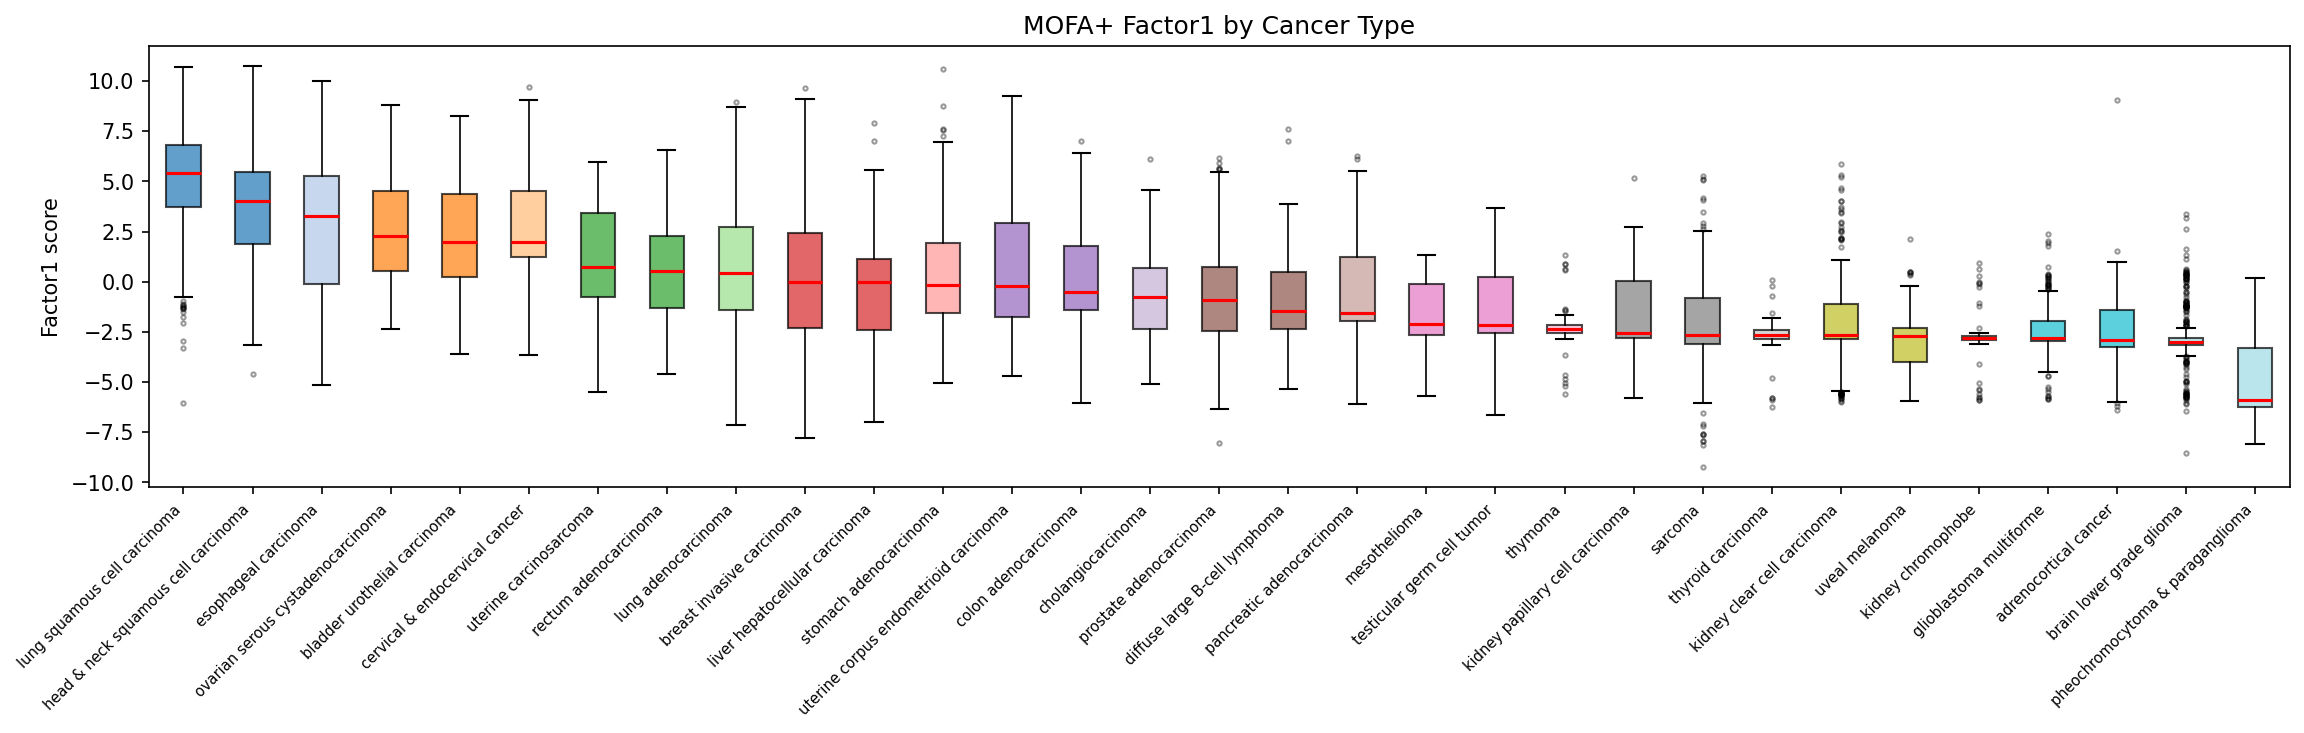 MOFA+ Factor1 by Cancer Type
Factor1 score
10.0
7.5
5.0
2.5
0.0
−2.5
−5.0
−7.5
−10.0
lung squamous cell carcinoma
head & neck squamous cell carcinoma
esophageal carcinoma
ovarian serous cystadenocarcinoma
bladder urothelial carcinoma
cervical & endocervical cancer
uterine carcinosarcoma
rectum adenocarcinoma
lung adenocarcinoma
breast invasive carcinoma
liver hepatocellular carcinoma
stomach adenocarcinoma
uterine corpus endometrioid carcinoma
colon adenocarcinoma
cholangiocarcinoma
prostate adenocarcinoma
diffuse large B-cell lymphoma
pancreatic adenocarcinoma
mesothelioma
testicular germ cell tumor
thymoma
kidney papillary cell carcinoma
sarcoma
thyroid carcinoma
kidney clear cell carcinoma
uveal melanoma
kidney chromophobe
glioblastoma multiforme
adrenocortical cancer
brain lower grade glioma
pheochromocytoma & paraganglioma